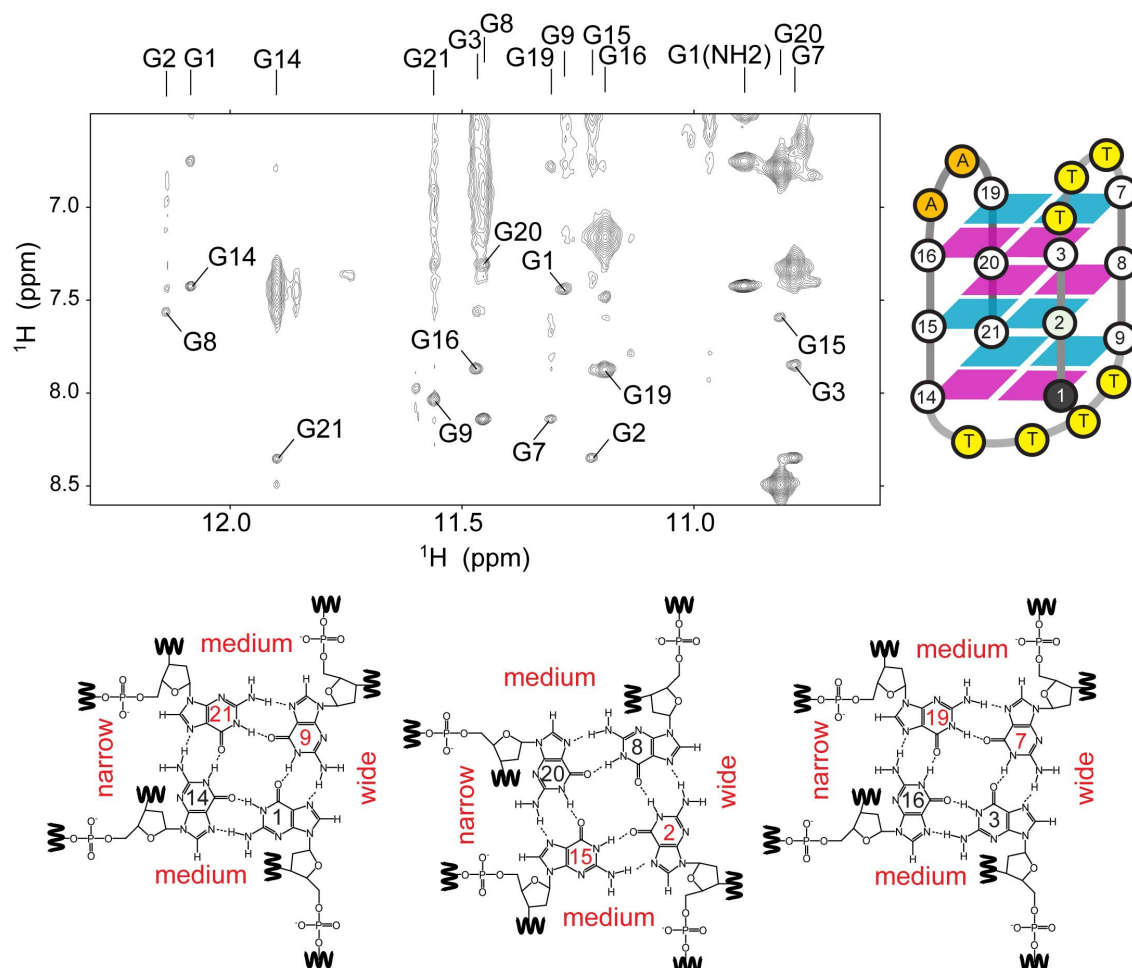 G8
G3
G9
G15
G20
G2
G1
G14
G21
G19
G16
G1(NH2)
G7
7.0
7.5
8.0
8.5
¹H (ppm)
G14
G8
G21
G20
G1
G16
G9
G7
G19
G2
G15
G3
12.0
11.5
11.0
¹H (ppm)
A
A
T
T
T
19
7
16
20
3
8
15
21
2
9
14
1
T
T
T
T
medium
narrow
wide
medium
21
9
14
1
medium
narrow
wide
medium
20
8
15
2
medium
narrow
wide
medium
19
7
16
3